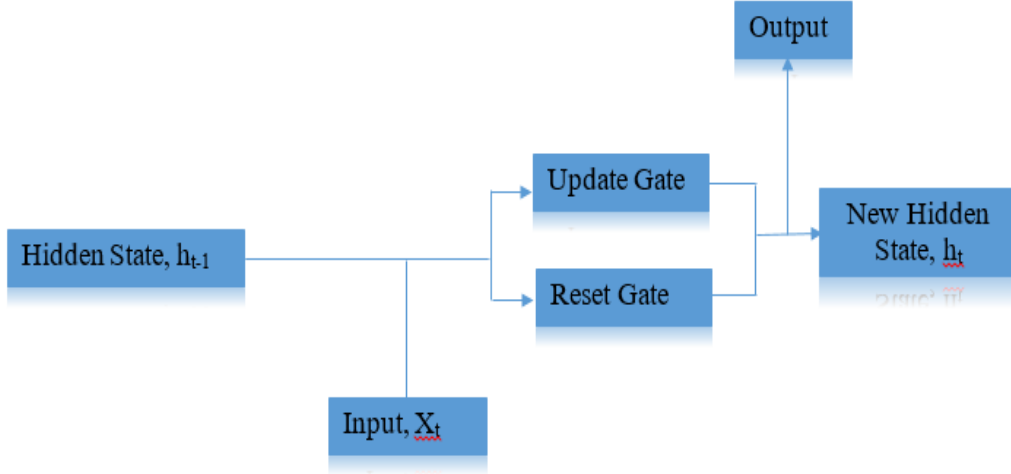 Output
Update Gate
New Hidden
State, hₜ
Hidden State, hₜ₋₁
Reset Gate
Input, Xₜ